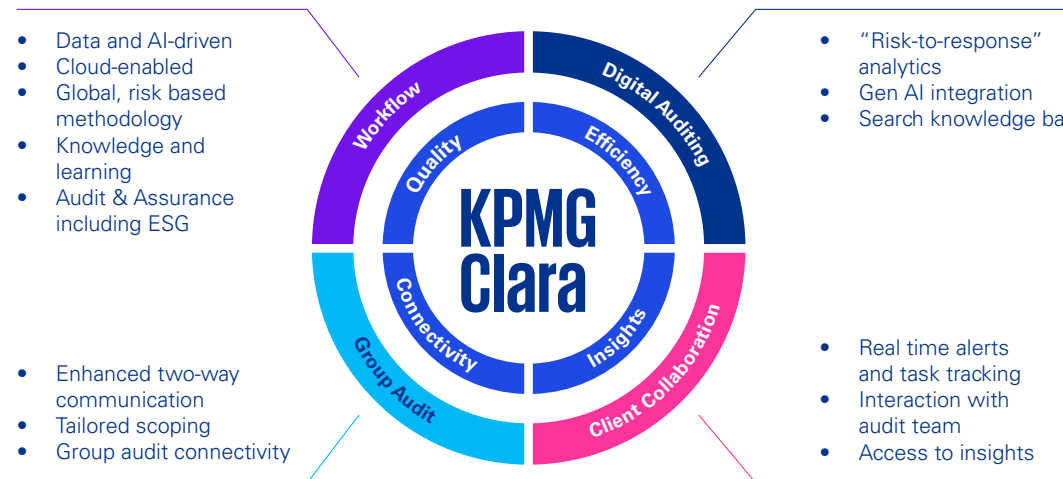 • Data and AI-driven
• Cloud-enabled
• Global, risk based
methodology
• Knowledge and
learning
• Audit & Assurance
including ESG
Workflow
Digital Auditing
Quality
Efficiency
KPMG
Clara
Connectivity
Insights
Group Audit
Client Collaboration
• “Risk-to-response”
analytics
• Gen AI integration
• Search knowledge ba
• Enhanced two-way
communication
• Tailored scoping
• Group audit connectivity
• Real time alerts
and task tracking
• Interaction with
audit team
• Access to insights